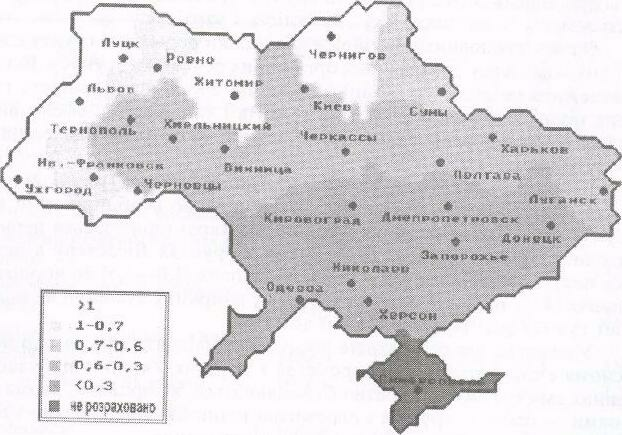 Чернигов
Луцк
Ровно
Житомир
Львов
Киев
Сумы
Тернополь
Хмельницкий
Черкассы
Харьков
Винница
Полтава
Ив.-Франковск
Ужгород
Черновцы
Луганск
Кировоград
Днепропетровск
Донецк
Запорожье
Николаев
Одесса
Херсон
>1
1-0,7
0,7-0,6
0,6-0,3
<0,3
не розраховано